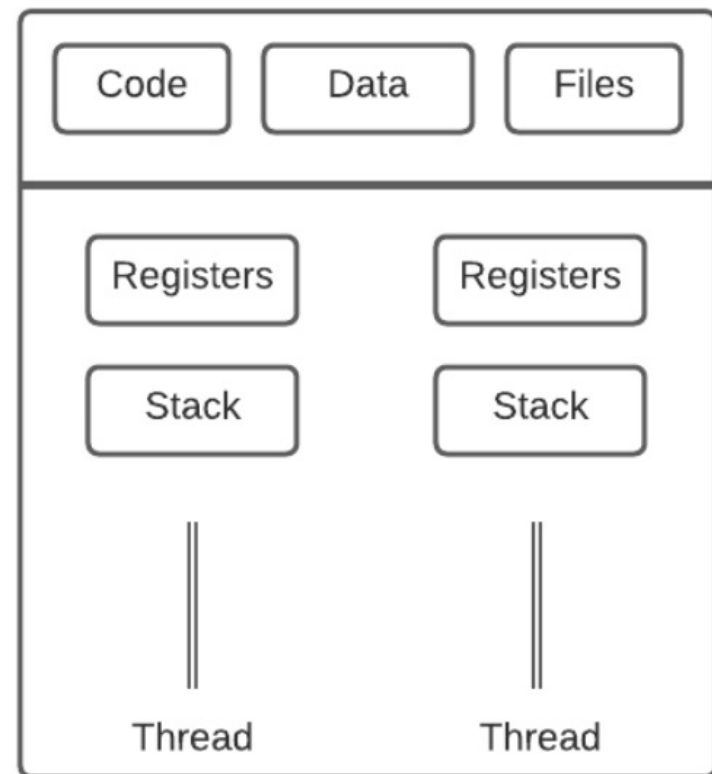 Code Data Files
Registers Registers
Stack Stack
Thread Thread